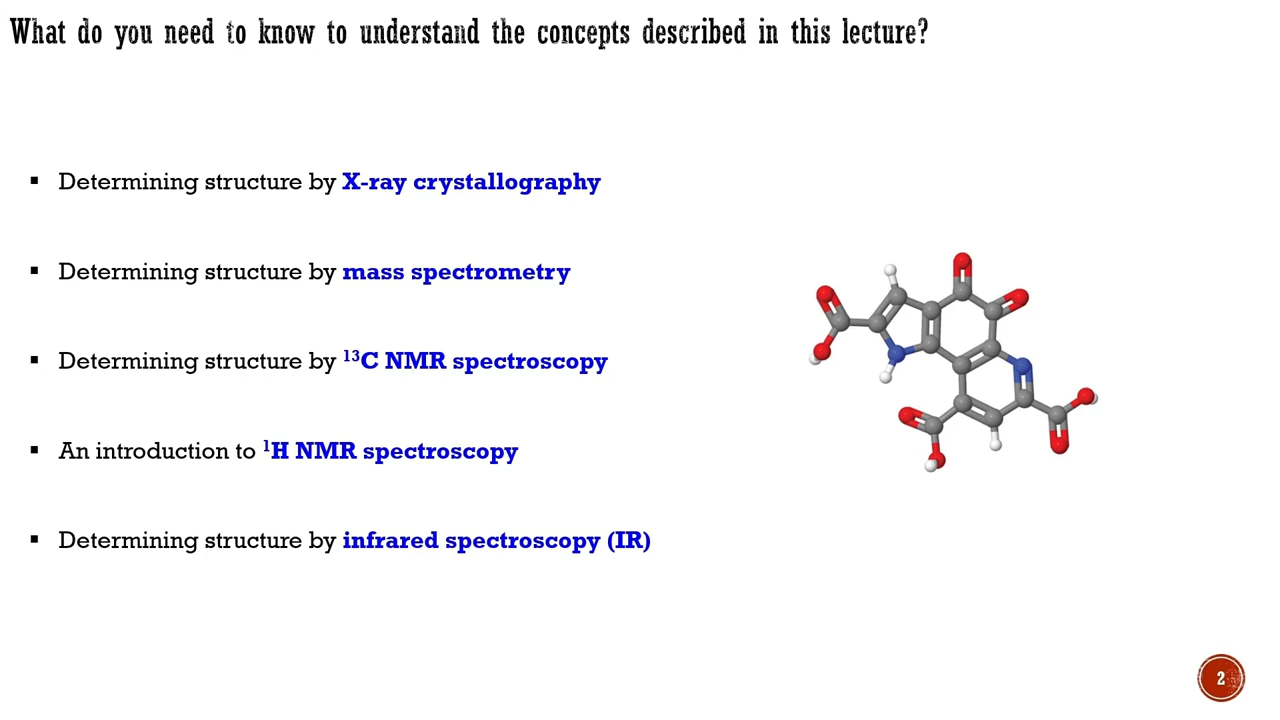 What do you need to know to understand the concepts described in this lecture?
▪ Determining structure by X-ray crystallography
▪ Determining structure by mass spectrometry
▪ Determining structure by ¹³C NMR spectroscopy
▪ An introduction to ¹H NMR spectroscopy
▪ Determining structure by infrared spectroscopy (IR)
2